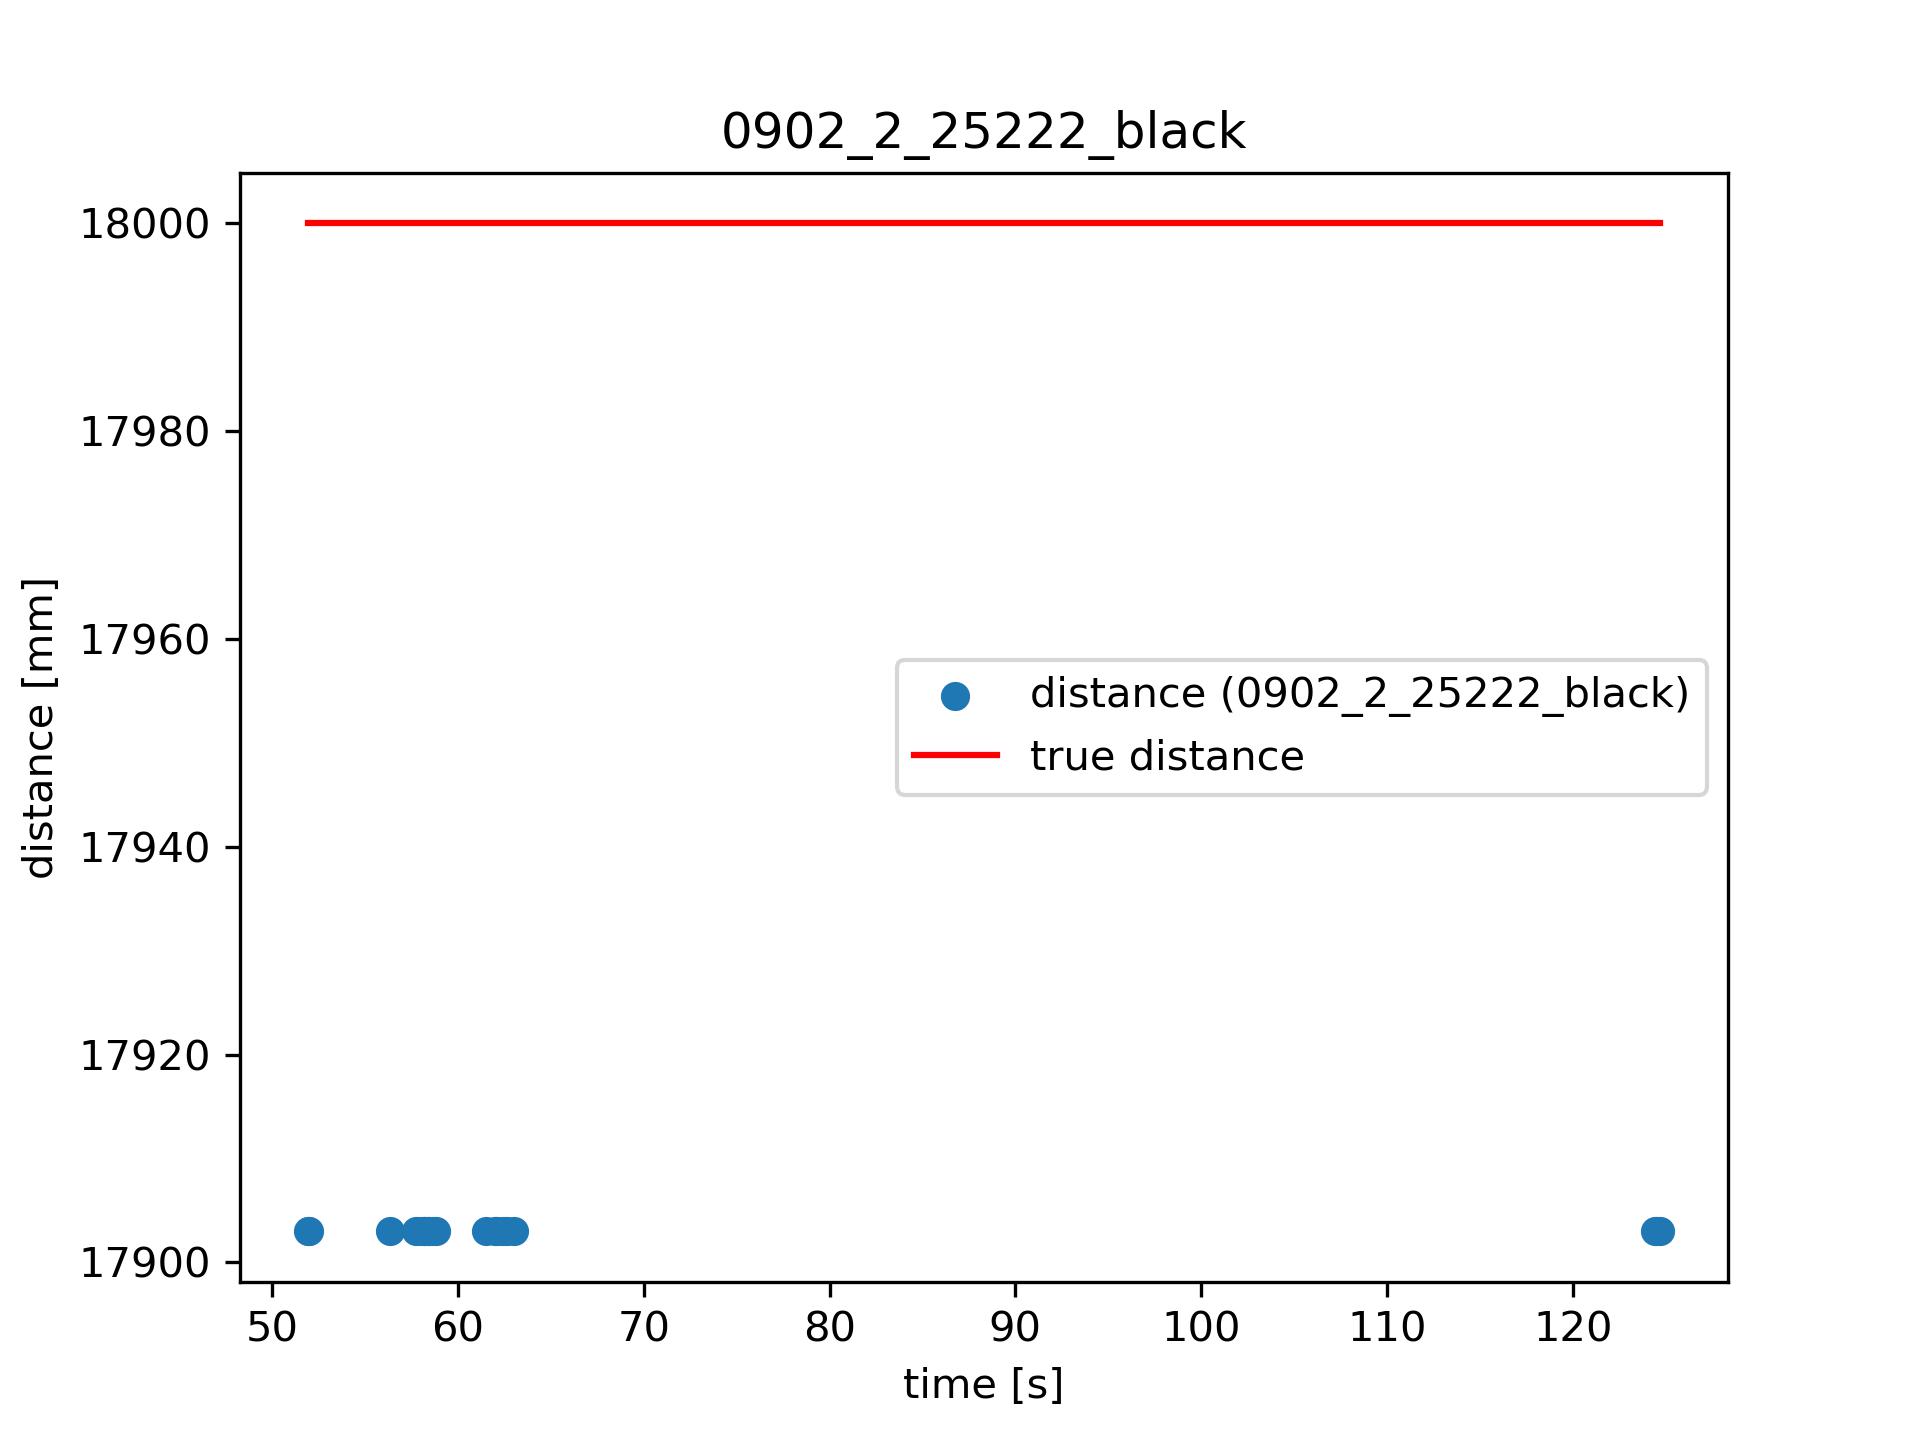 0902_2_25222_black
18000
17980
17960
17940
17920
17900
distance [mm]
distance (0902_2_25222_black)
true distance
50 60 70 80 90 100 110 120
time [s]